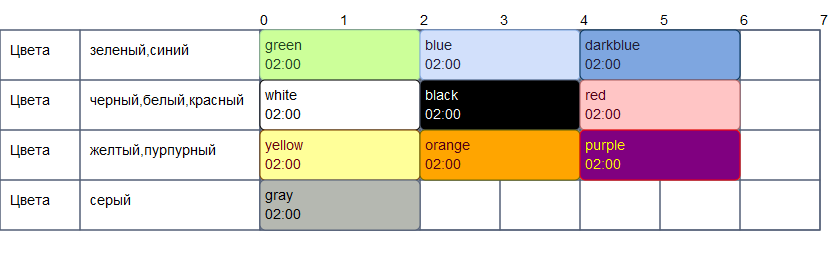 0 1 2 3 4 5 6 7
Цвета зеленый,синий green blue darkblue
02:00 02:00 02:00
Цвета черный,белый,красный white black red
02:00 02:00 02:00
Цвета желтый,пурпурный yellow orange purple
02:00 02:00 02:00
Цвета серый gray
02:00